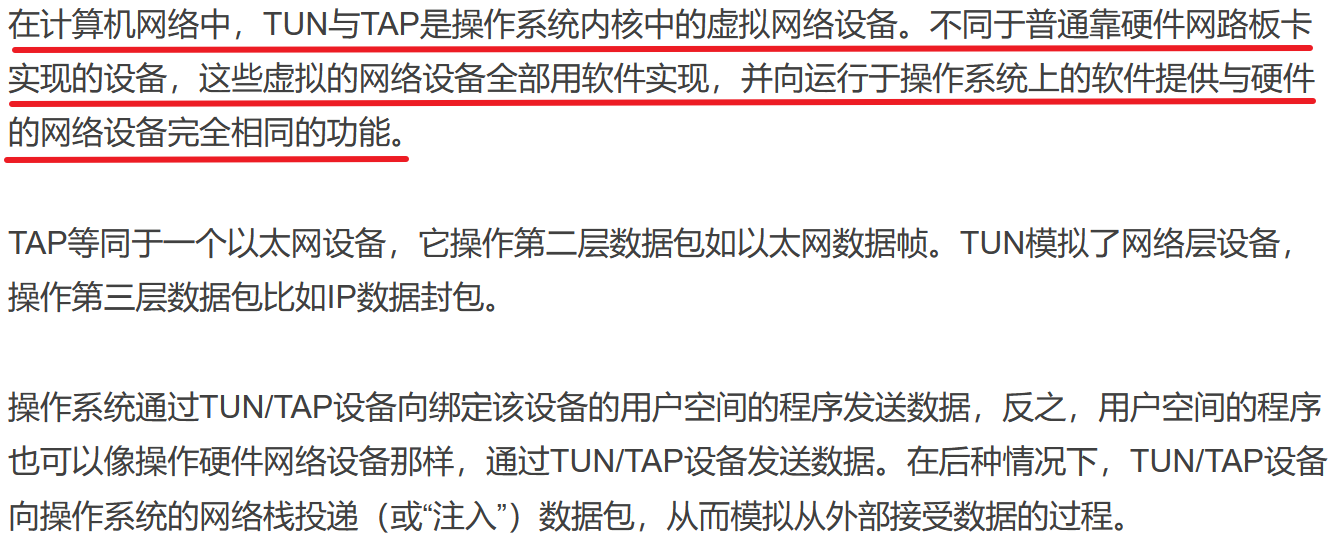 在计算机网络中，TUN与TAP是操作系统内核中的虚拟网络设备。不同于普通靠硬件网路板卡
实现的设备，这些虚拟的网络设备全部用软件实现，并向运行于操作系统上的软件提供与硬件
的网络设备完全相同的功能。
TAP等同于一个以太网设备，它操作第二层数据包如以太网数据帧。TUN模拟了网络层设备，
操作第三层数据包比如IP数据封包。
操作系统通过TUN/TAP设备向绑定该设备的用户空间的程序发送数据，反之，用户空间的程序
也可以像操作硬件网络设备那样，通过TUN/TAP设备发送数据。在后种情况下，TUN/TAP设备
向操作系统的网络栈投递（或“注入”）数据包，从而模拟从外部接受数据的过程。